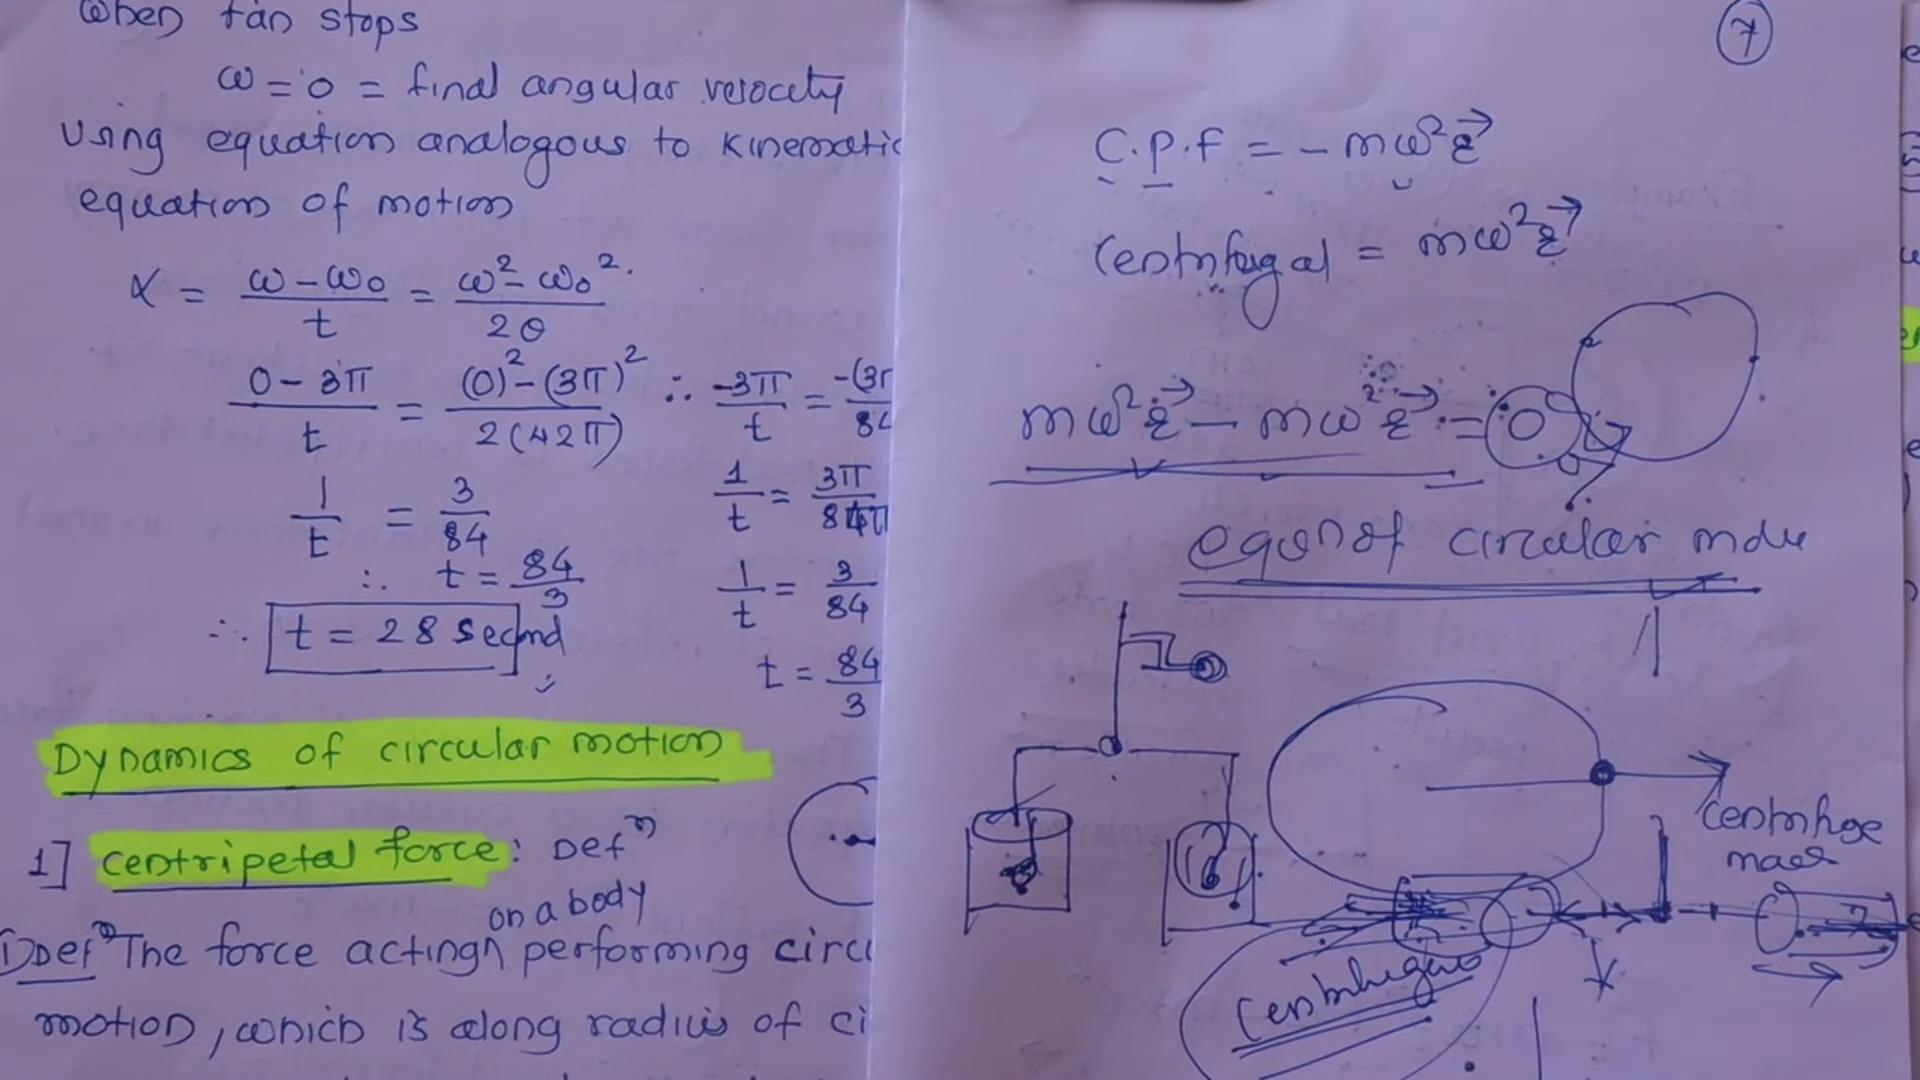 when fan stops
ω = 0 = final angular velocity
Using equation analogous to kinematic
equation of motion
α = ω - ω₀ / t = ω² - ω₀² / 2θ
0 - 3π / t = (0)² - (3π)² / 2(42π) ∴ -3π / t = -(3π / 84
1 / t = 3 / 84
1 / t = 3π / 84π
∴ t = 84 / 3
1 / t = 3 / 84
∴ t = 28 second
t = 84 / 3
Dynamics of circular motion
1] centripetal force : Defⁿ
on a body
1) Defⁿ The force acting performing circu
motion, which is along radius of ci
7
C.P.F = - mω²r⃗
Centrifugal = mω²r⃗
mω²r⃗ - mω²r⃗ = 0
eqⁿ of circular
Centrifuge